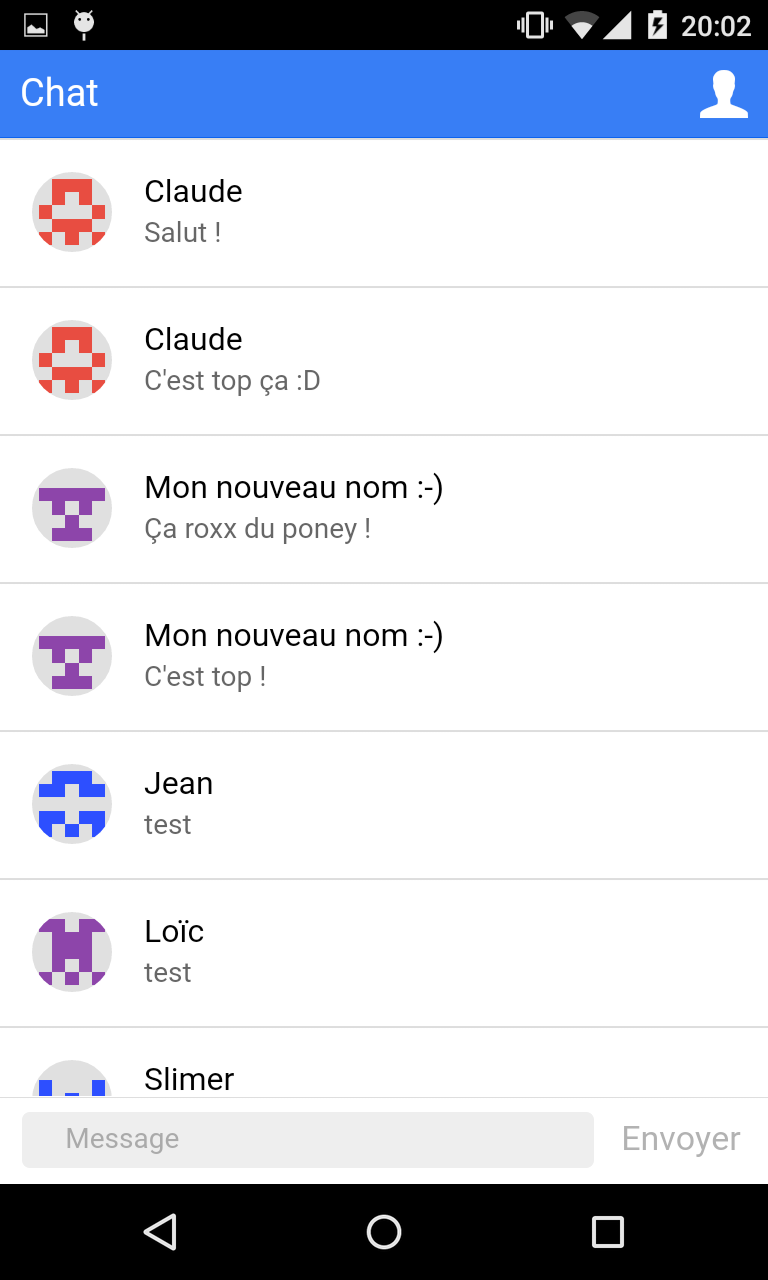 20:02
Chat
Claude
Salut !
Claude
C'est top ça :D
Mon nouveau nom :-)
Ça roxx du poney !
Mon nouveau nom :-)
C'est top !
Jean
test
Loïc
test
Slimer
Message
Envoyer